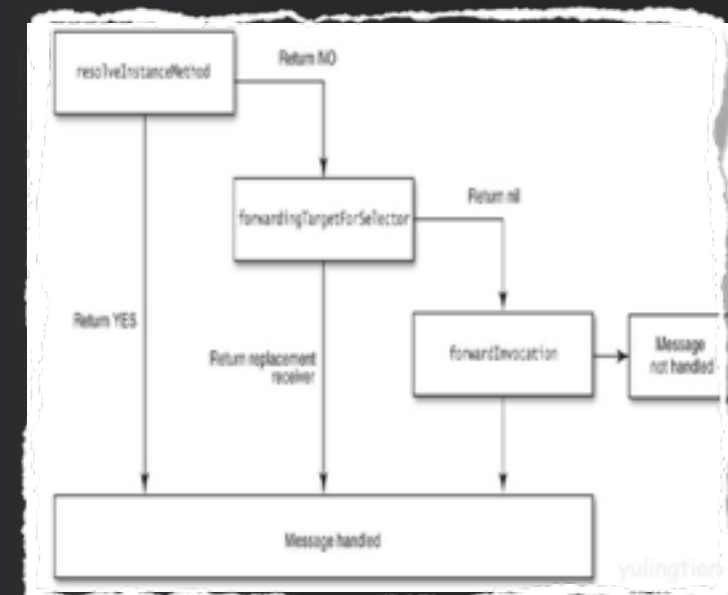 resolveInstanceMethod
Return NO
forwardingTargetForSelector
Return nil
Return YES
Return replacement
receiver
forwardInvocation
Message
not handled
Message handled
yulingtian